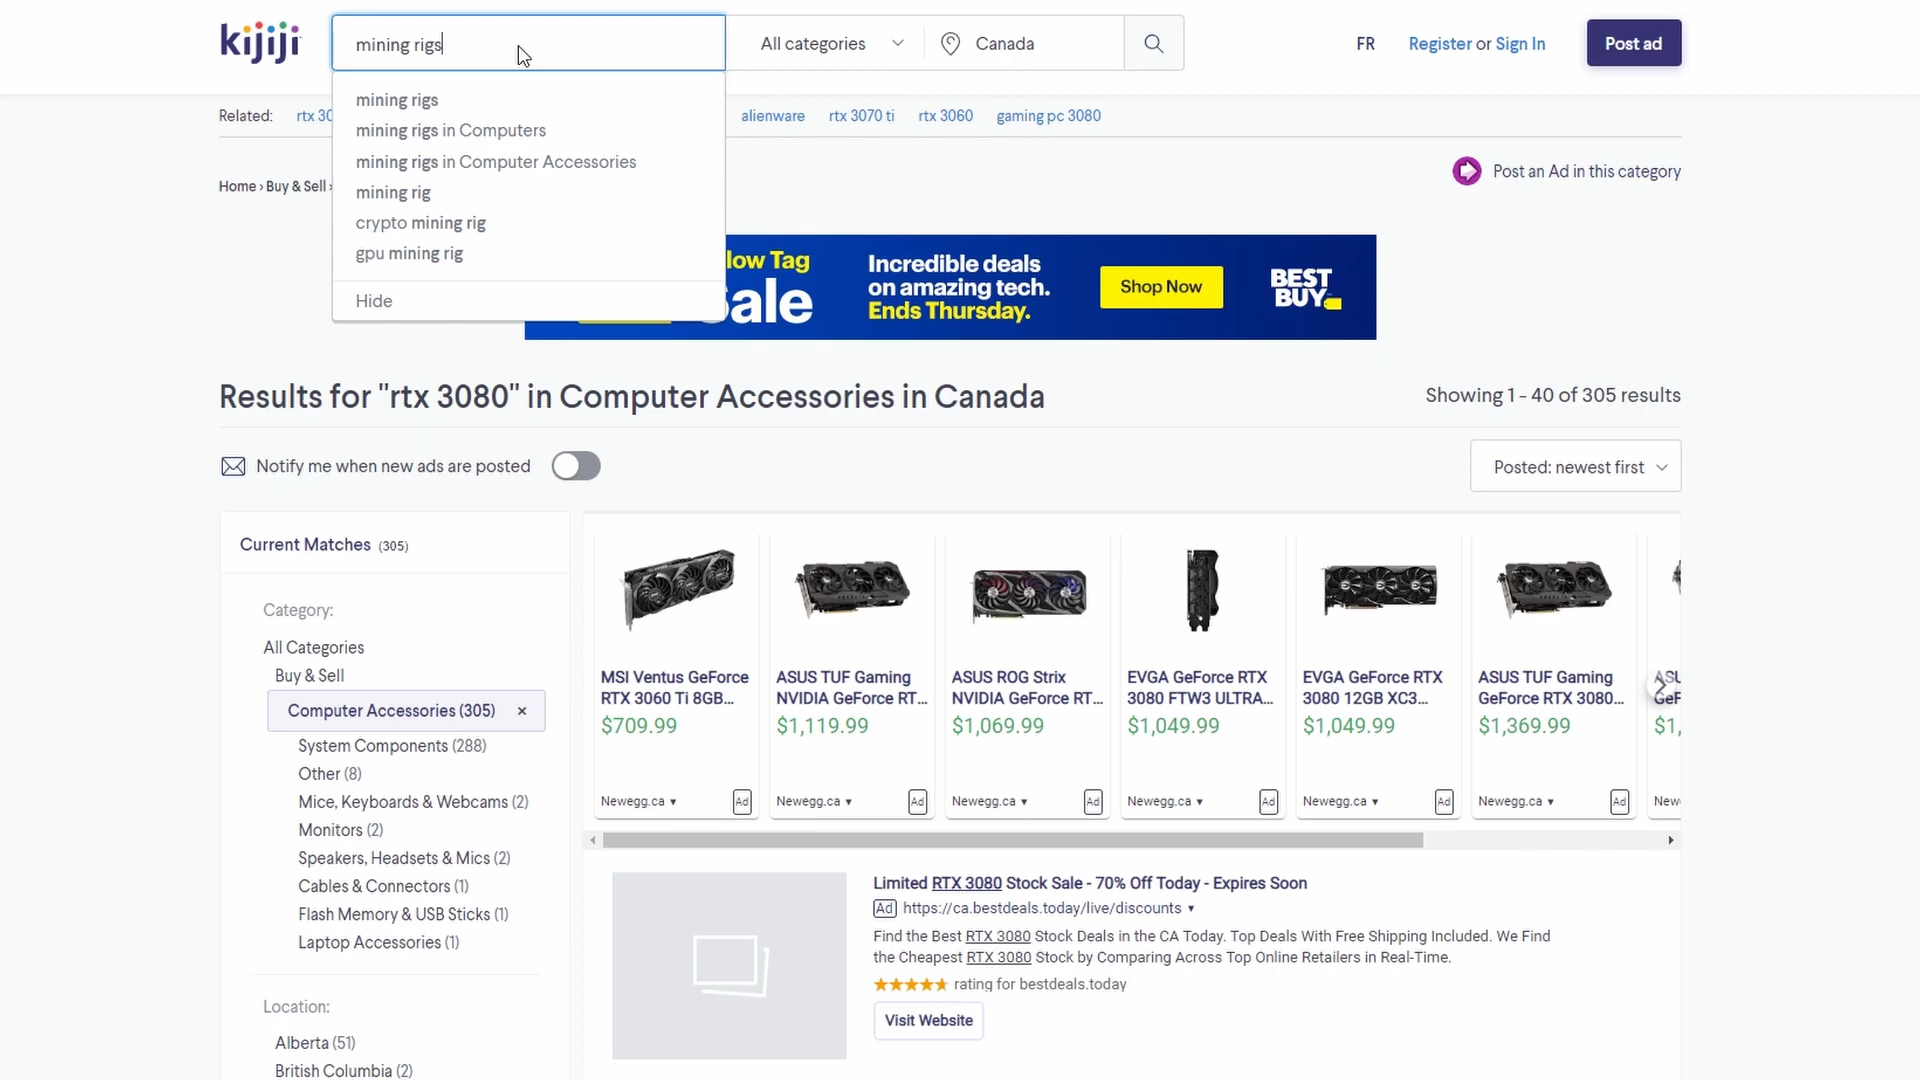 kijiji
mining rigs
All categories
Canada
FR
Register or Sign In
Post ad
mining rigs
mining rigs in Computers
mining rigs in Computer Accessories
mining rig
crypto mining rig
gpu mining rig
Hide
Related: rtx 30
alienware
rtx 3070 ti
rtx 3060
gaming pc 3080
Home › Buy & Sell ›
Post an Ad in this category
low Tag
Sale
Incredible deals
on amazing tech.
Ends Thursday.
Shop Now
BEST
BUY
Results for "rtx 3080" in Computer Accessories in Canada
Showing 1 - 40 of 305 results
Notify me when new ads are posted
Posted: newest first
Current Matches (305)
Category:
All Categories
Buy & Sell
Computer Accessories (305) ×
System Components (288)
Other (8)
Mice, Keyboards & Webcams (2)
Monitors (2)
Speakers, Headsets & Mics (2)
Cables & Connectors (1)
Flash Memory & USB Sticks (1)
Laptop Accessories (1)
Location:
Alberta (51)
British Columbia (2)
MSI Ventus GeForce
RTX 3060 Ti 8GB...
$709.99
Newegg.ca ▾
Ad
ASUS TUF Gaming
NVIDIA GeForce RT...
$1,119.99
Newegg.ca ▾
Ad
ASUS ROG Strix
NVIDIA GeForce RT...
$1,069.99
Newegg.ca ▾
Ad
EVGA GeForce RTX
3080 FTW3 ULTRA...
$1,049.99
Newegg.ca ▾
Ad
EVGA GeForce RTX
3080 12GB XC3...
$1,049.99
Newegg.ca ▾
Ad
ASUS TUF Gaming
GeForce RTX 3080...
$1,369.99
Newegg.ca ▾
Ad
ASU
GeF
$1,
New
Limited RTX 3080 Stock Sale - 70% Off Today - Expires Soon
Ad https://ca.bestdeals.today/live/discounts ▾
Find the Best RTX 3080 Stock Deals in the CA Today. Top Deals With Free Shipping Included. We Find
the Cheapest RTX 3080 Stock by Comparing Across Top Online Retailers in Real-Time.
rating for bestdeals.today
Visit Website